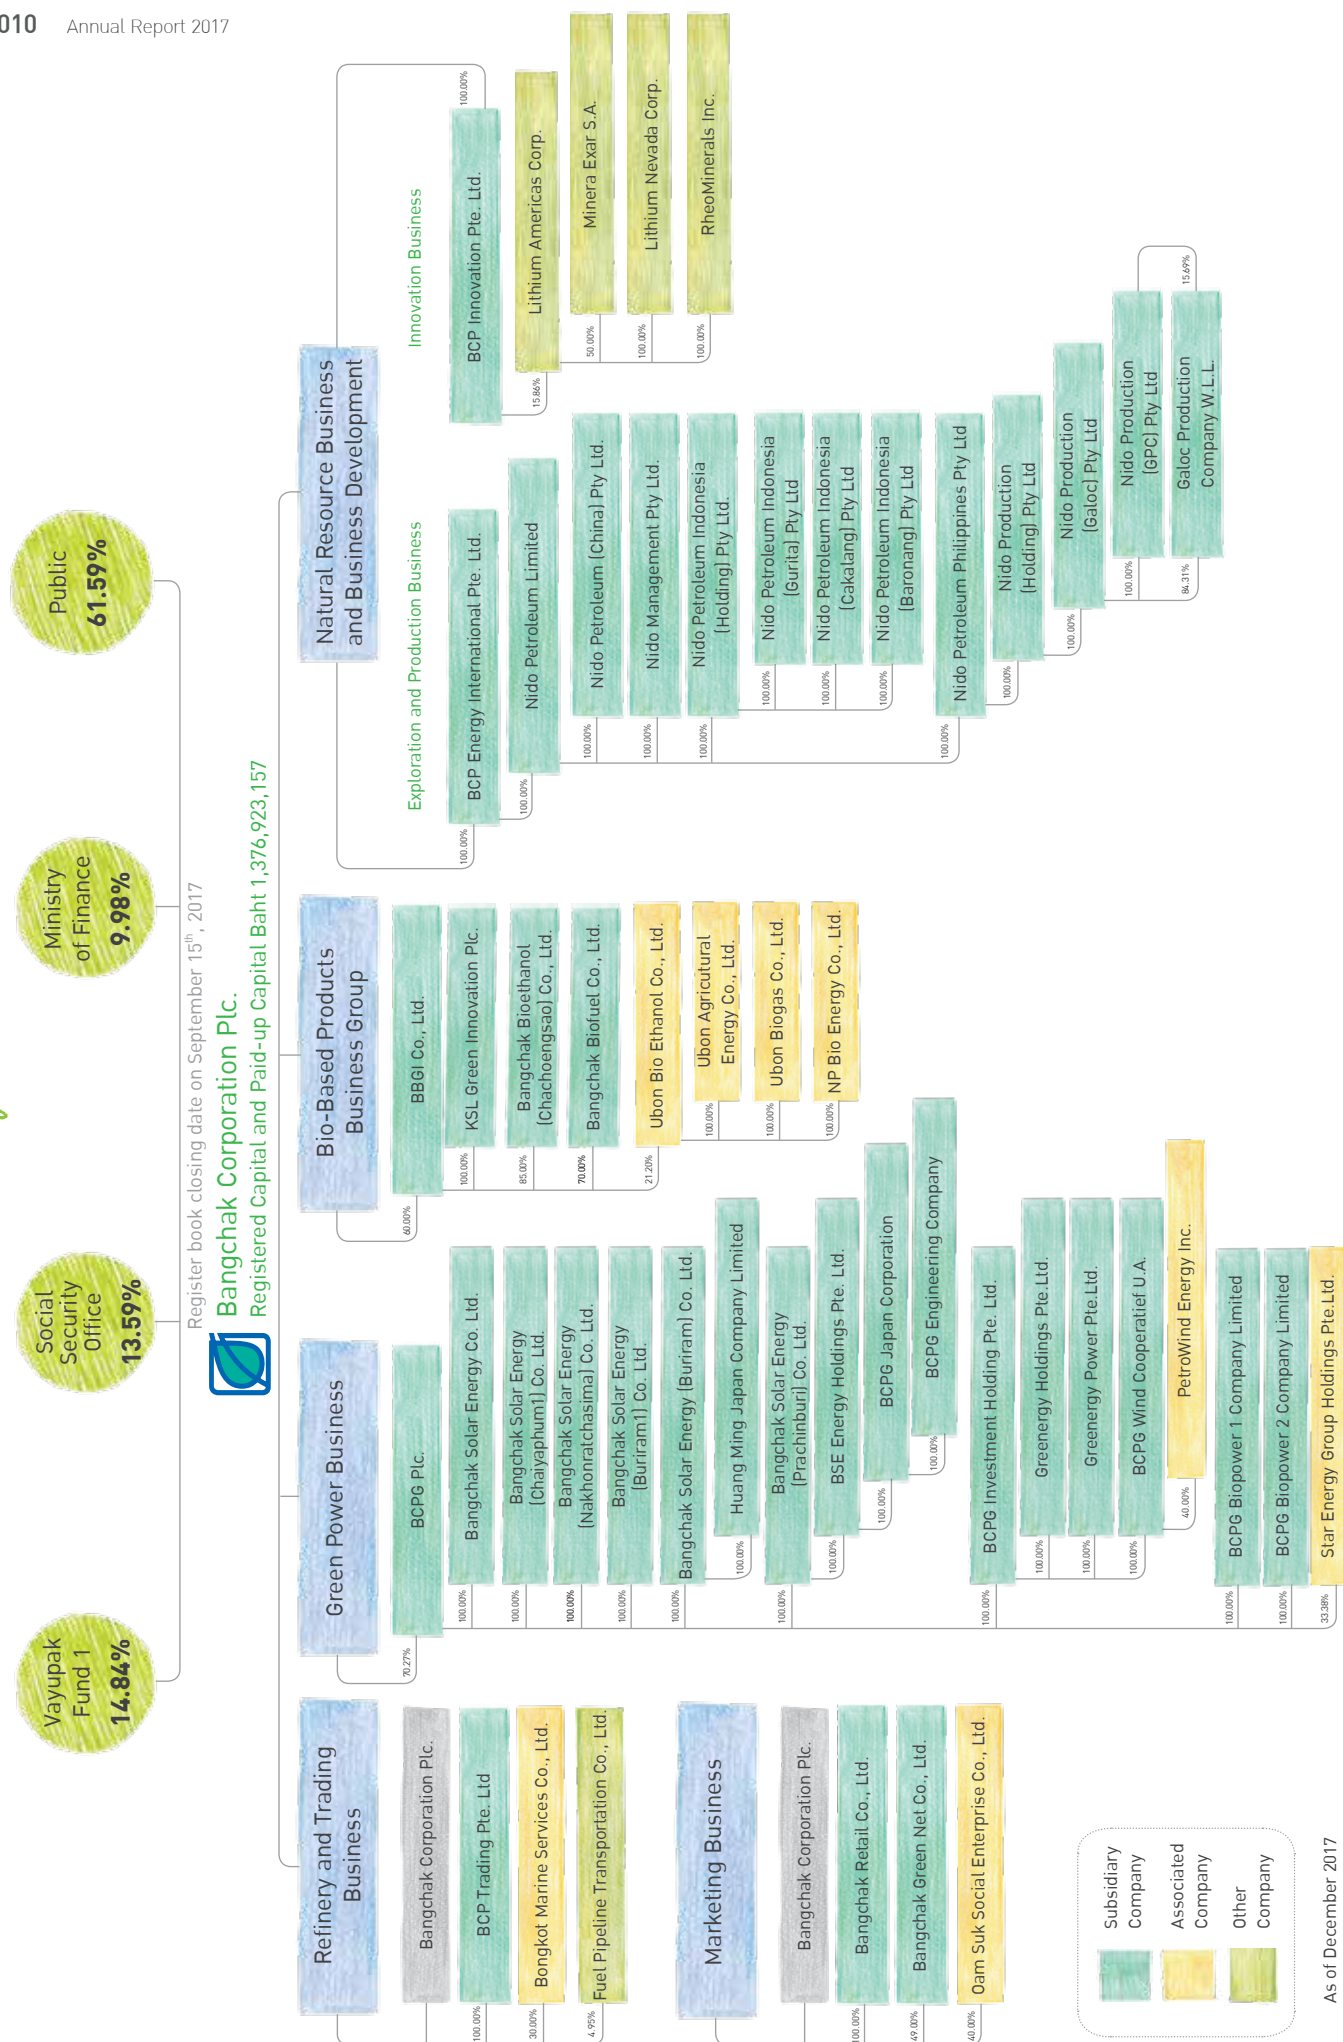 010 Annual Report 2017
Vayupak
Fund 1
14.84%
Social
Security
Office
13.59%
Ministry
of Finance
9.98%
Public
61.59%
Register book closing date on September 15th, 2017
Bangchak Corporation Plc.
Registered Capital and Paid-up Capital Baht 1,376,923,157
Refinery and Trading
Business
Bangchak Corporation Plc.
100.00%
BCP Trading Pte. Ltd
30.00%
Bongkot Marine Services Co., Ltd.
4.95%
Fuel Pipeline Transportation Co., Ltd.
Marketing Business
Bangchak Corporation Plc.
100.00%
Bangchak Retail Co., Ltd.
49.00%
Bangchak Green Net Co., Ltd.
40.00%
Oam Suk Social Enterprise Co., Ltd.
Green Power Business
70.27%
BCPG Plc.
100.00%
Bangchak Solar Energy Co. Ltd.
100.00%
Bangchak Solar Energy
(Chaiyaphum1) Co. Ltd.
100.00%
Bangchak Solar Energy
(Nakhonratchasima) Co. Ltd.
100.00%
Bangchak Solar Energy
(Buriram1) Co. Ltd.
100.00%
Bangchak Solar Energy (Buriram) Co. Ltd.
100.00%
Huang Ming Japan Company Limited
100.00%
Bangchak Solar Energy
(Prachinburi) Co. Ltd.
100.00%
BSE Energy Holdings Pte. Ltd.
100.00%
BCPG Japan Corporation
100.00%
BCPG Engineering Company
100.00%
BCPG Investment Holding Pte. Ltd.
100.00%
Greenergy Holdings Pte.Ltd.
100.00%
Greenergy Power Pte.Ltd.
100.00%
BCPG Wind Cooperatief U.A.
40.00%
PetroWind Energy Inc.
100.00%
BCPG Biopower 1 Company Limited
100.00%
BCPG Biopower 2 Company Limited
33.38%
Star Energy Group Holdings Pte.Ltd.
Bio-Based Products
Business Group
60.00%
BBGI Co., Ltd.
100.00%
KSL Green Innovation Plc.
85.00%
Bangchak Bioethanol
(Chachoengsao) Co., Ltd.
70.00%
Bangchak Biofuel Co., Ltd.
21.20%
Ubon Bio Ethanol Co., Ltd.
100.00%
Ubon Agricutural
Energy Co., Ltd.
100.00%
Ubon Biogas Co., Ltd.
100.00%
NP Bio Energy Co., Ltd.
Natural Resource Business
and Business Development
Exploration and Production Business
100.00%
BCP Energy International Pte. Ltd.
100.00%
Nido Petroleum Limited
100.00%
Nido Petroleum (China) Pty Ltd.
100.00%
Nido Management Pty Ltd.
100.00%
Nido Petroleum Indonesia
(Holding) Pty Ltd.
100.00%
Nido Petroleum Indonesia
(Gurita) Pty Ltd
100.00%
Nido Petroleum Indonesia
(Cakalang) Pty Ltd
100.00%
Nido Petroleum Indonesia
(Baronang) Pty Ltd
100.00%
Nido Petroleum Philippines Pty Ltd
100.00%
Nido Production
(Holding) Pty Ltd
100.00%
Nido Production
(Galoc) Pty Ltd
100.00%
Nido Production
(GPC) Pty Ltd
15.69%
84.31%
Galoc Production
Company W.L.L.
Innovation Business
100.00%
BCP Innovation Pte. Ltd.
15.86%
Lithium Americas Corp.
50.00%
Minera Exar S.A.
100.00%
Lithium Nevada Corp.
100.00%
RheoMinerals Inc.
Subsidiary
Company
Associated
Company
Other
Company
As of December 2017